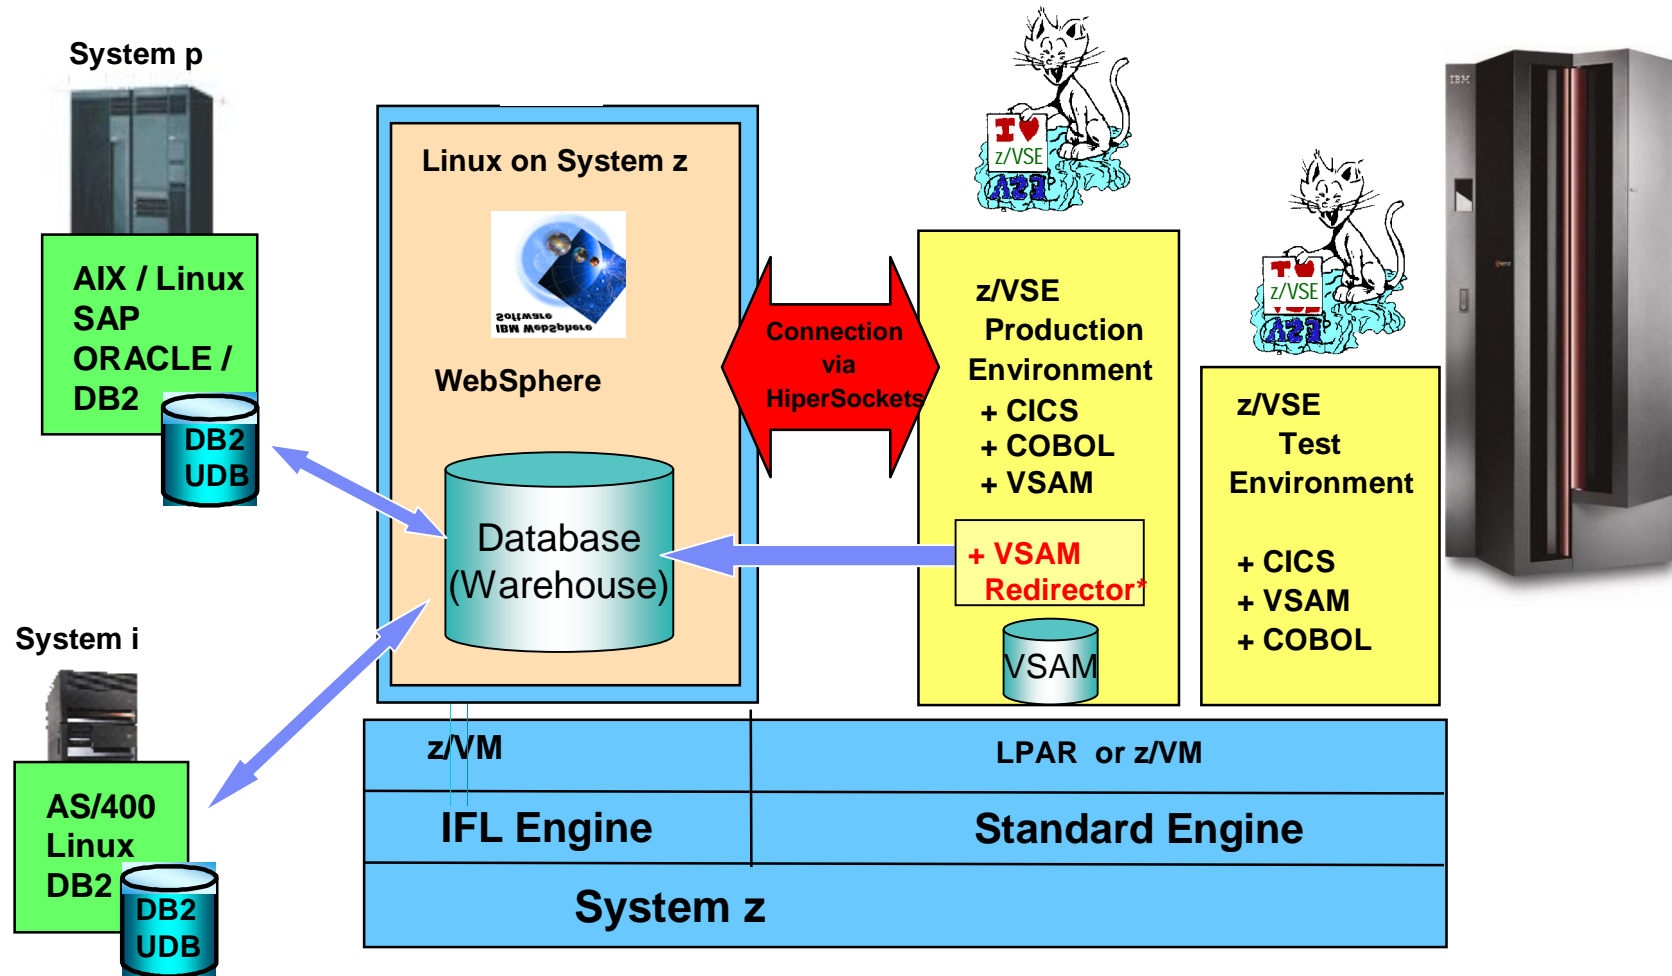 System p
AIX / Linux
SAP
ORACLE /
DB2
DB2
UDB
System i
AS/400
Linux
DB2
DB2
UDB
Linux on System z
IBM WebSphere
Software
WebSphere
Database
(Warehouse)
Connection
via
HiperSockets
I ♥
z/VSE
z/VSE
Production
Environment
+ CICS
+ COBOL
+ VSAM
+ VSAM
Redirector*
VSAM
I ♥
z/VSE
z/VSE
Test
Environment
+ CICS
+ VSAM
+ COBOL
IBM
z/VM
LPAR or z/VM
IFL Engine
Standard Engine
System z